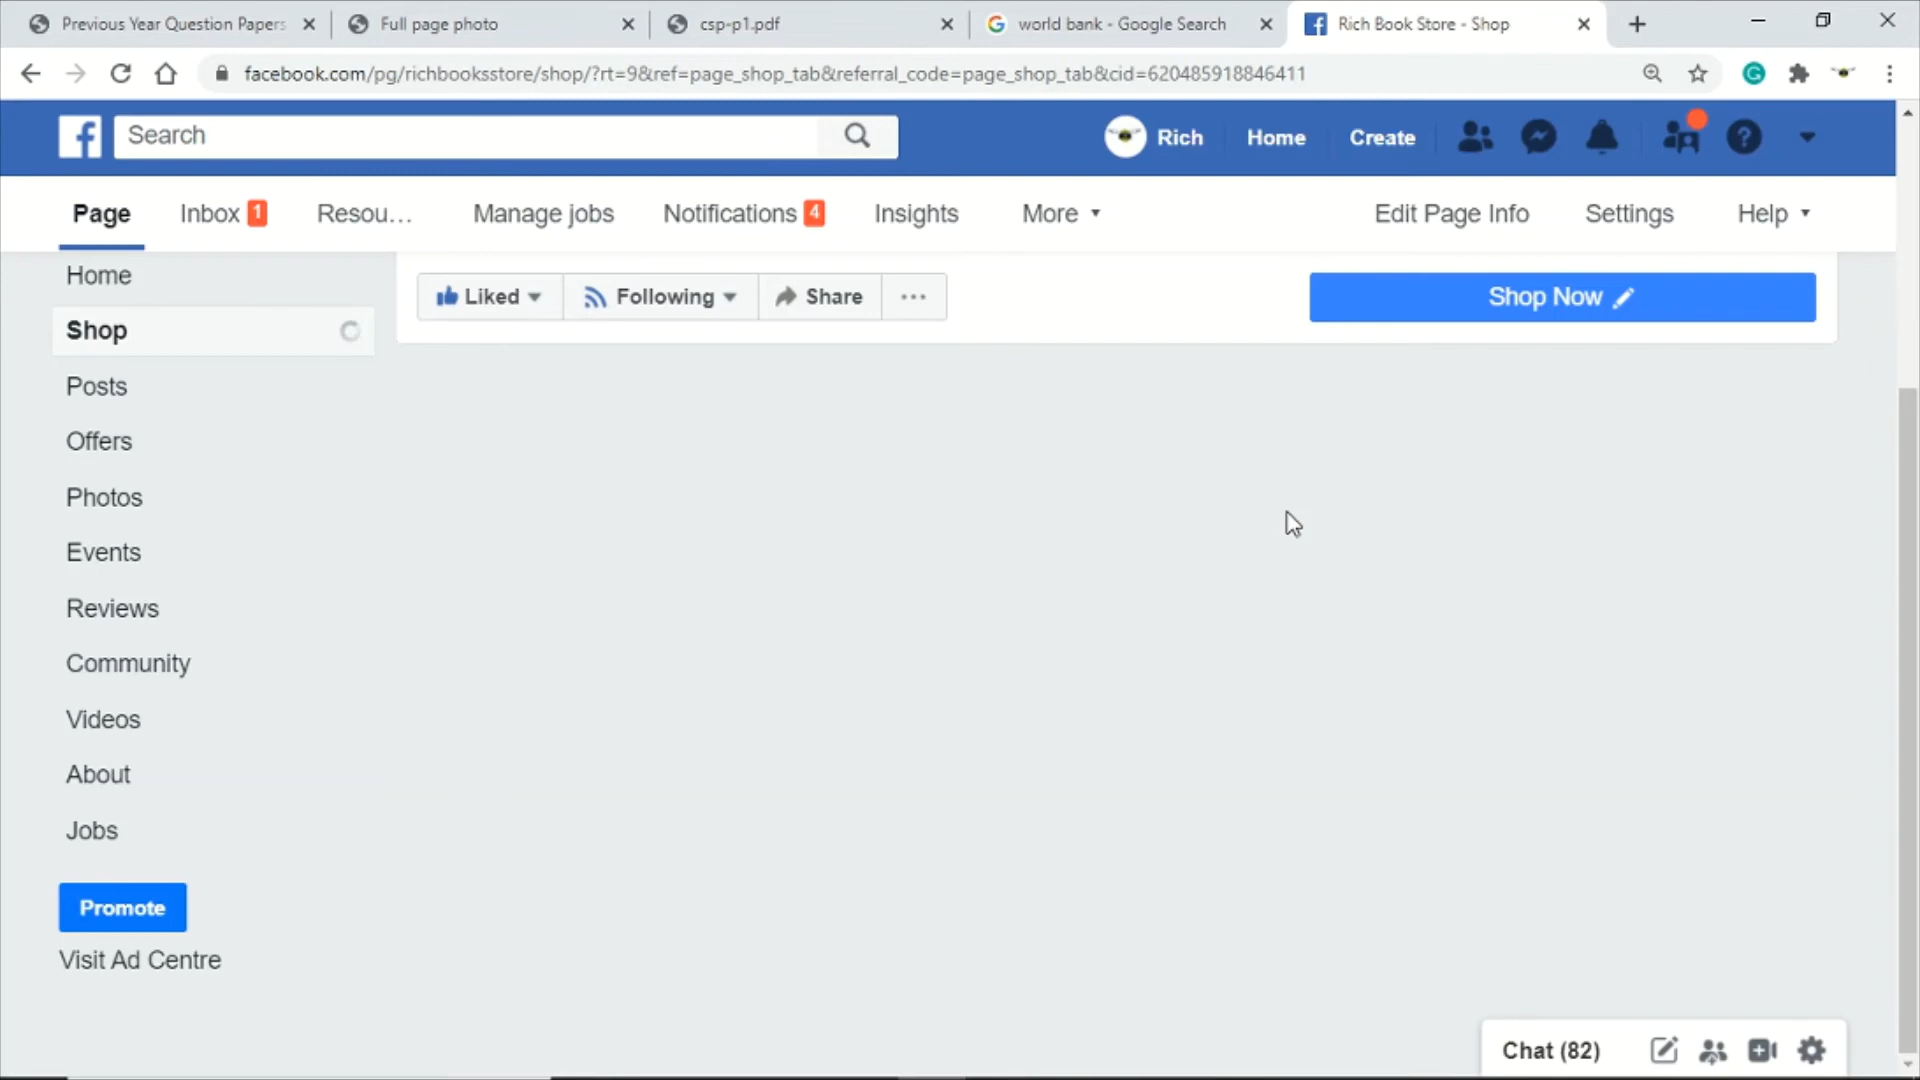 Previous Year Question Papers
Full page photo
csp-p1.pdf
world bank - Google Search
Rich Book Store - Shop
facebook.com/pg/richbooksstore/shop/?rt=9&ref=page_shop_tab&referral_code=page_shop_tab&cid=620485918846411
Search
Rich
Home
Create
Page
Inbox 1
Resou...
Manage jobs
Notifications 4
Insights
More
Edit Page Info
Settings
Help
Home
Shop
Posts
Offers
Photos
Events
Reviews
Community
Videos
About
Jobs
Promote
Visit Ad Centre
Liked
Following
Share
Shop Now
Chat (82)